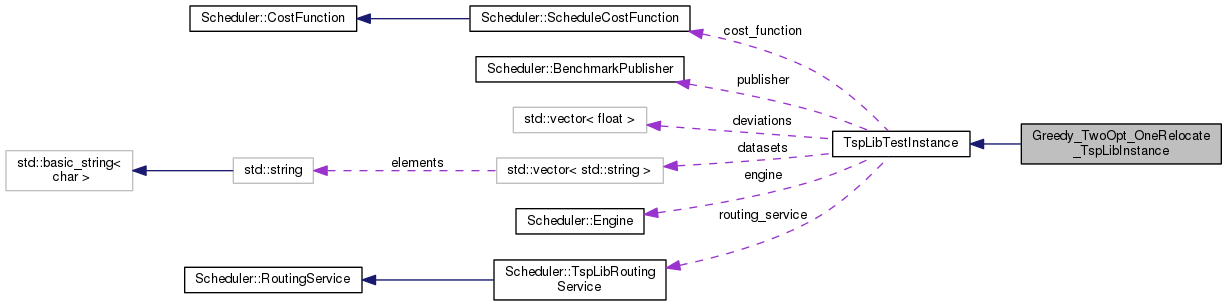 Scheduler::CostFunction
Scheduler::ScheduleCostFunction
cost_function
Scheduler::BenchmarkPublisher
publisher
std::vector< float >
deviations
datasets
std::basic_string<
char >
std::string
elements
std::vector< std::string >
TspLibTestInstance
Greedy_TwoOpt_OneRelocate
_TspLibInstance
engine
Scheduler::Engine
routing_service
Scheduler::RoutingService
Scheduler::TspLibRouting
Service